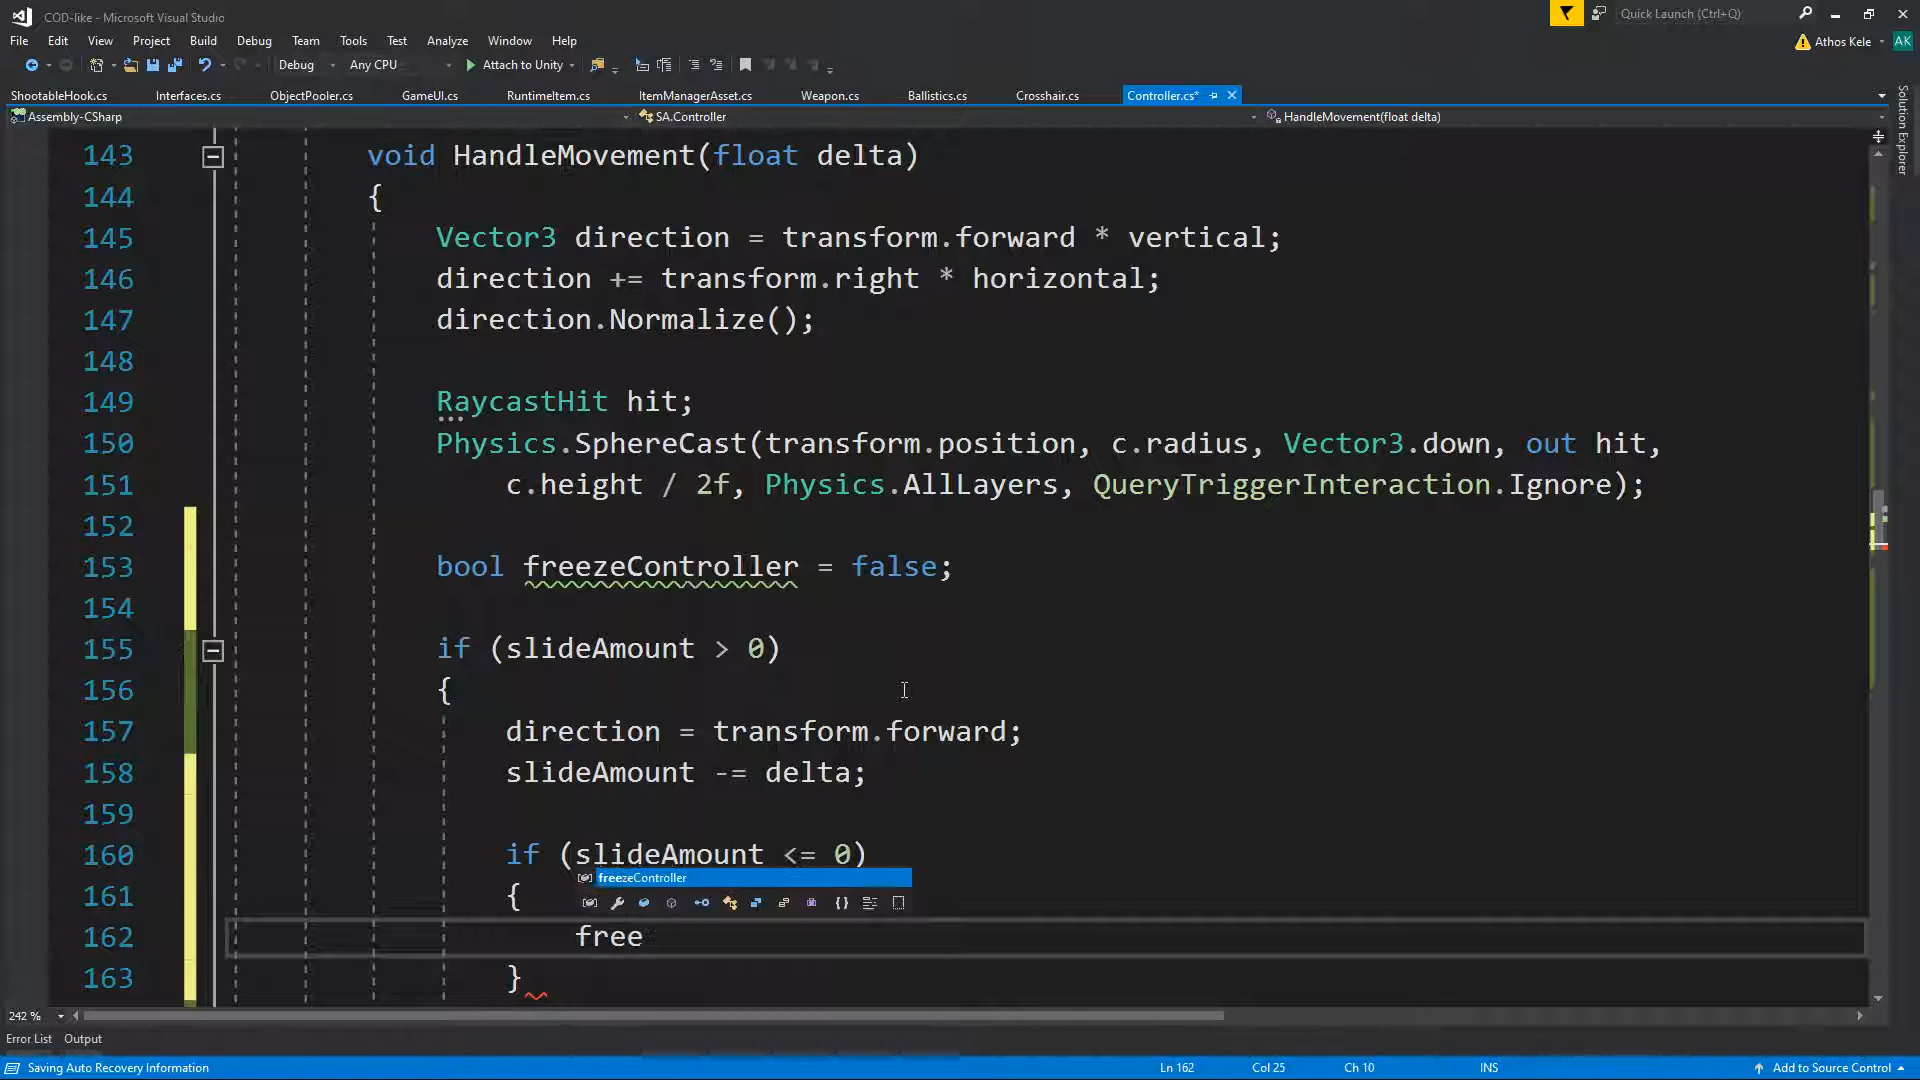 COD-like - Microsoft Visual Studio
Quick Launch (Ctrl+Q)
File Edit View Project Build Debug Team Tools Test Analyze Window Help
Athos Kele AK
Debug Any CPU Attach to Unity
ShootableHook.cs Interfaces.cs ObjectPooler.cs GameUI.cs RuntimeItem.cs ItemManagerAsset.cs Weapon.cs Ballistics.cs Crosshair.cs Controller.cs*
Solution Explorer
Assembly-CSharp SA.Controller HandleMovement(float delta)
143 void HandleMovement(float delta)
144 {
145 Vector3 direction = transform.forward * vertical;
146 direction += transform.right * horizontal;
147 direction.Normalize();
148
149 RaycastHit hit;
150 Physics.SphereCast(transform.position, c.radius, Vector3.down, out hit,
151 c.height / 2f, Physics.AllLayers, QueryTriggerInteraction.Ignore);
152
153 bool freezeController = false;
154
155 if (slideAmount > 0)
156 {
157 direction = transform.forward;
158 slideAmount -= delta;
159
160 if (slideAmount <= 0)
freezeController
161 {
162 free
163 }
242 %
Error List Output
Saving Auto Recovery Information Ln 162 Col 25 Ch 10 INS Add to Source Control